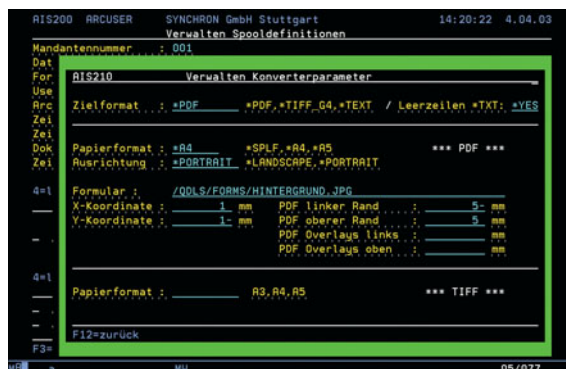 AIS200 ARCUSER SYNCHRON GmbH Stuttgart 14:20:22 4.04.03
Verwalten Spooldefinitionen
Mandantennummer : 001
Dat
For
AIS210 Verwalten Konverterparameter
Use
Arc
Zielformat : *PDF *PDF,*TIFF_G4,*TEXT / Leerzeilen *TXT: *YES
Zei
Zei
Dok
Papierformat : *A4 *SPLF,*A4,*A5 *** PDF ***
Zei
Ausrichtung : *PORTRAIT *LANDSCAPE,*PORTRAIT
4=l
Formular : /QDLS/FORMS/HINTERGRUND.JPG
X-Koordinate : 1 mm PDF linker Rand : 5- mm
Y-Koordinate : 1- mm PDF oberer Rand : 5 mm
PDF Overlays links : mm
PDF Overlays oben : mm
4=l
Papierformat : A3,A4,A5 *** TIFF ***
F12=zurück
F3=
05/077